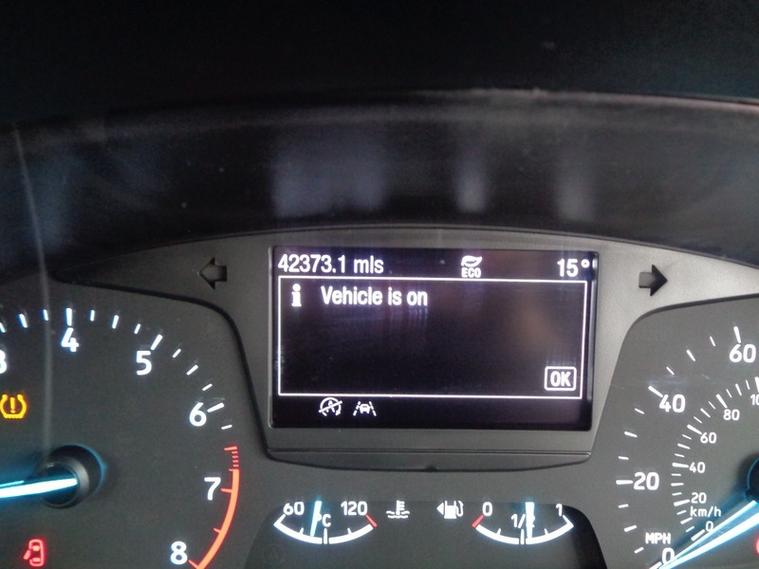 42373.1 mls ECO 15°
i Vehicle is on
OK
3 4 5 6 7 8
60 °C 120
0 1/2 1
0 20 40 60
MPH
km/h
0 20 40 60 80